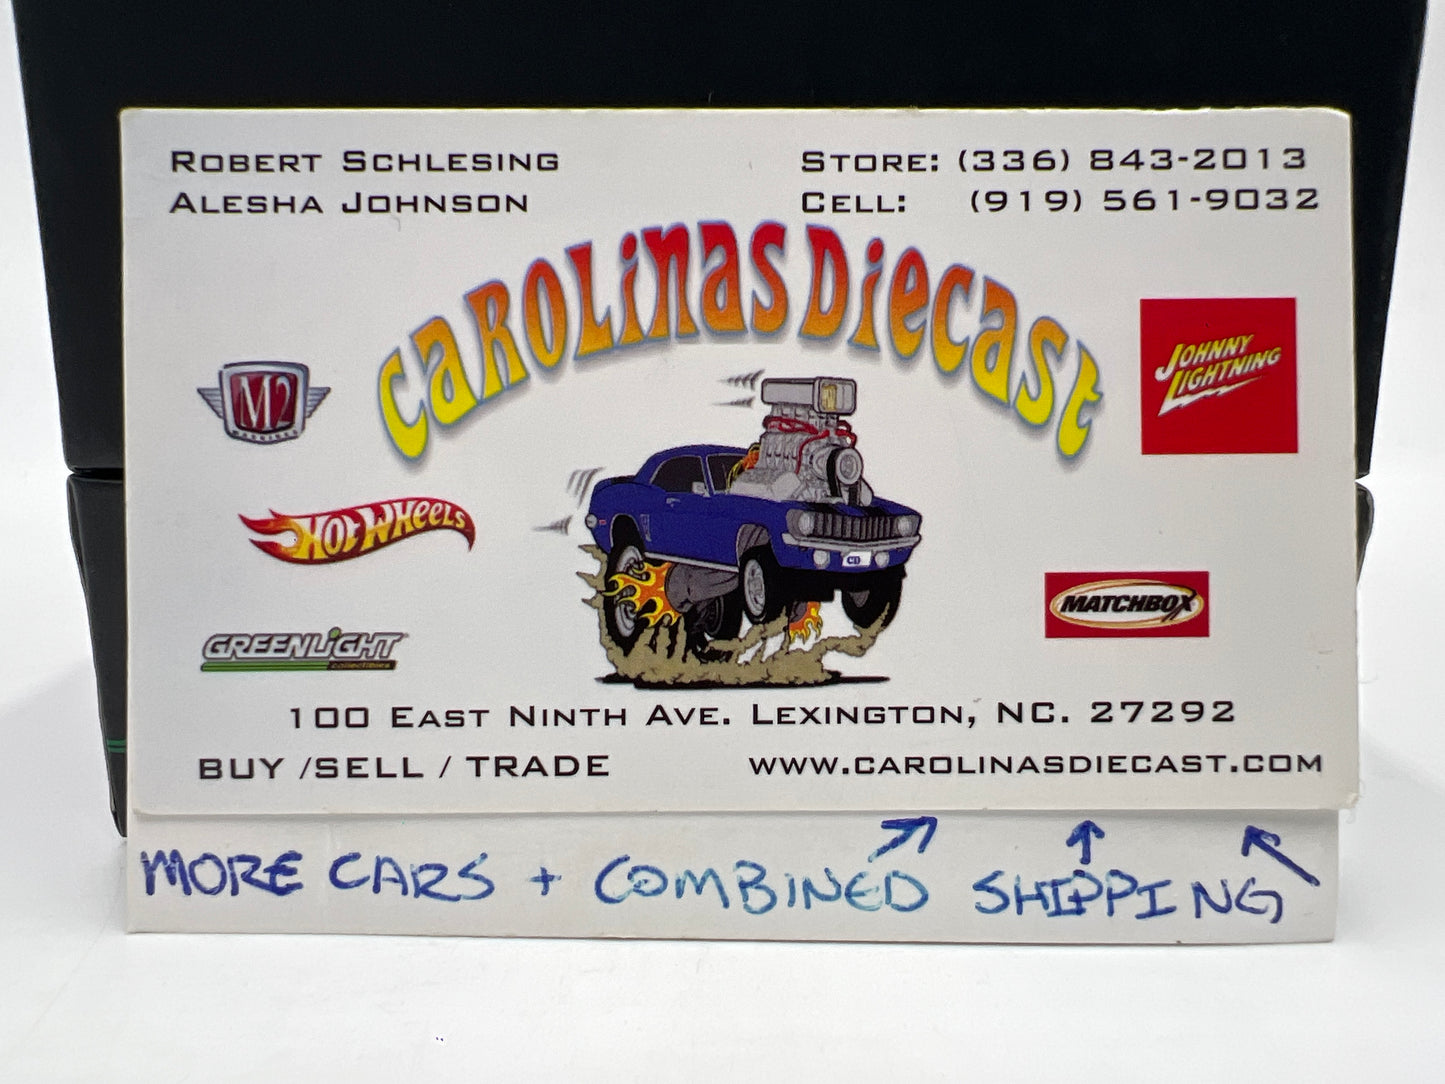 ROBERT SCHLESING
ALESHA JOHNSON
STORE: (336) 843-2013
CELL: (919) 561-9032
CAROLINAS DIECAST
M2
MACHINES
JOHNNY
LIGHTNING
HOT WHEELS
MATCHBOX
GREENLIGHT
collectibles
100 EAST NINTH AVE. LEXINGTON, NC. 27292
BUY /SELL / TRADE
WWW.CAROLINASDIECAST.COM
MORE CARS + COMBINED SHIPPING